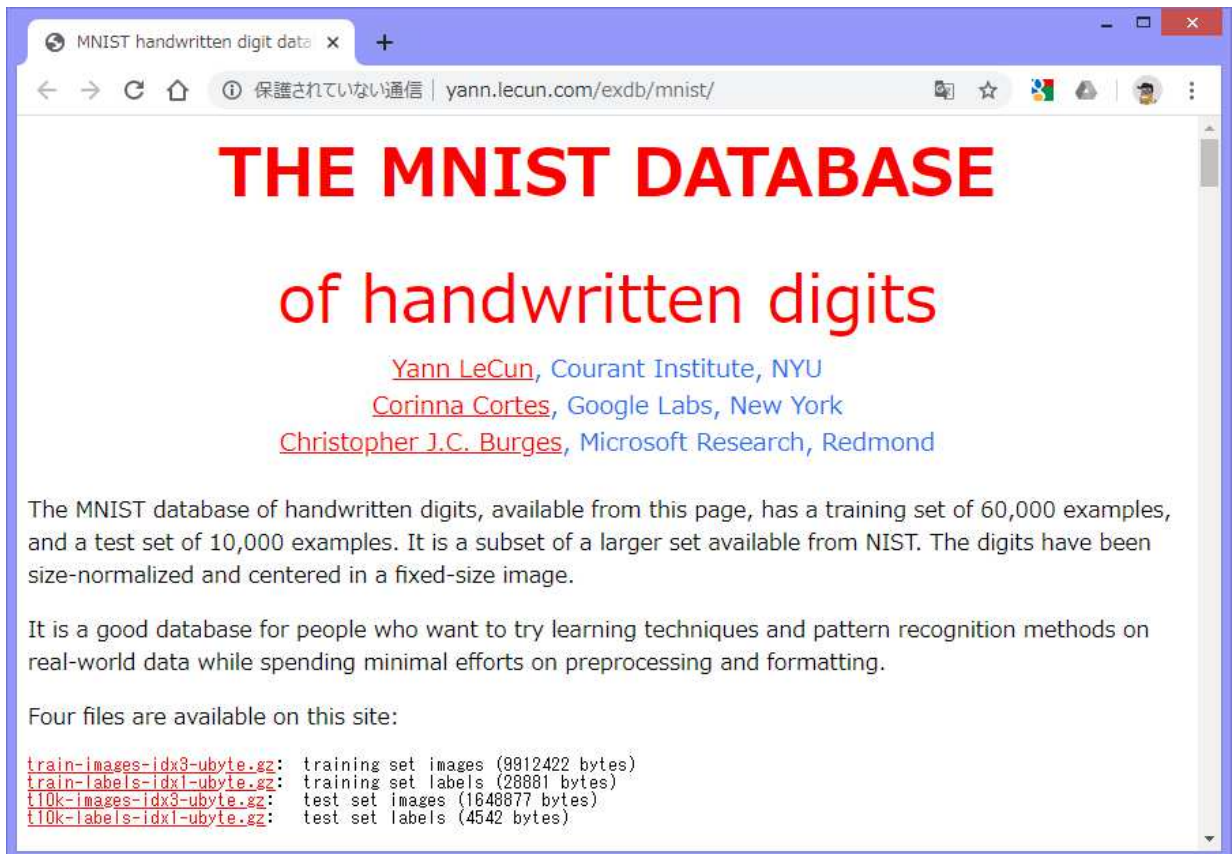 MNIST handwritten digit data
保護されていない通信 | yann.lecun.com/exdb/mnist/
THE MNIST DATABASE
of handwritten digits
Yann LeCun, Courant Institute, NYU
Corinna Cortes, Google Labs, New York
Christopher J.C. Burges, Microsoft Research, Redmond
The MNIST database of handwritten digits, available from this page, has a training set of 60,000 examples,
and a test set of 10,000 examples. It is a subset of a larger set available from NIST. The digits have been
size-normalized and centered in a fixed-size image.
It is a good database for people who want to try learning techniques and pattern recognition methods on
real-world data while spending minimal efforts on preprocessing and formatting.
Four files are available on this site:
train-images-idx3-ubyte.gz: training set images (9912422 bytes)
train-labels-idx1-ubyte.gz: training set labels (28881 bytes)
t10k-images-idx3-ubyte.gz: test set images (1648877 bytes)
t10k-labels-idx1-ubyte.gz: test set labels (4542 bytes)